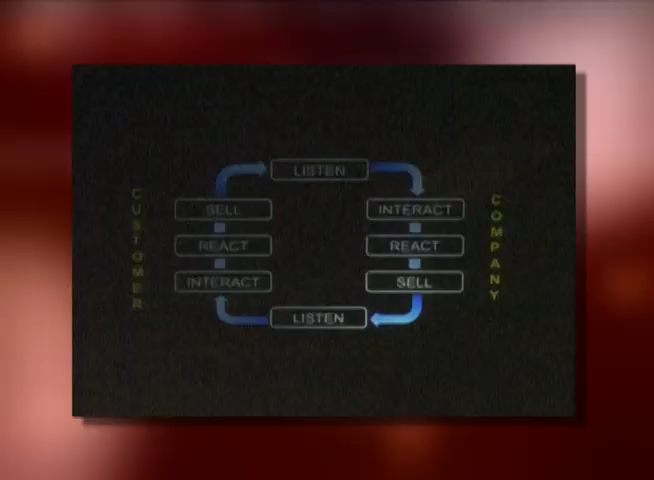 LISTEN
CUSTOMER
SELL
INTERACT
COMPANY
REACT
REACT
INTERACT
SELL
LISTEN